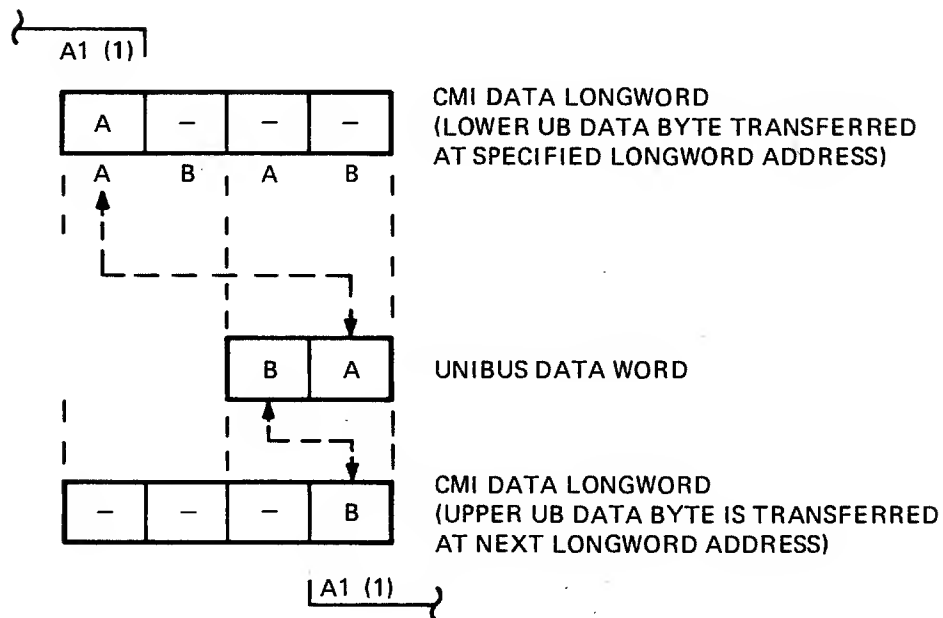 A1 (1)
A – – –
CMI DATA LONGWORD
(LOWER UB DATA BYTE TRANSFERRED
AT SPECIFIED LONGWORD ADDRESS)
A B A B
B A
UNIBUS DATA WORD
– – – B
CMI DATA LONGWORD
(UPPER UB DATA BYTE IS TRANSFERRED
AT NEXT LONGWORD ADDRESS)
A1 (1)